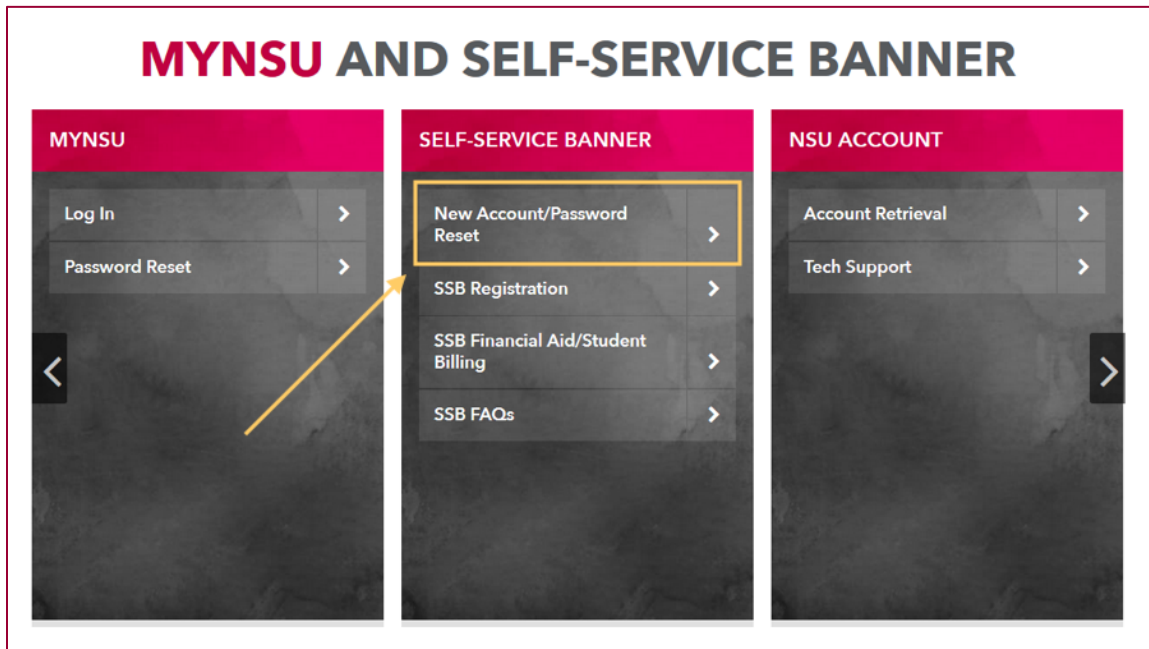 MYNSU AND SELF-SERVICE BANNER
MYNSU
Log In
Password Reset
SELF-SERVICE BANNER
New Account/Password
Reset
SSB Registration
SSB Financial Aid/Student
Billing
SSB FAQs
NSU ACCOUNT
Account Retrieval
Tech Support